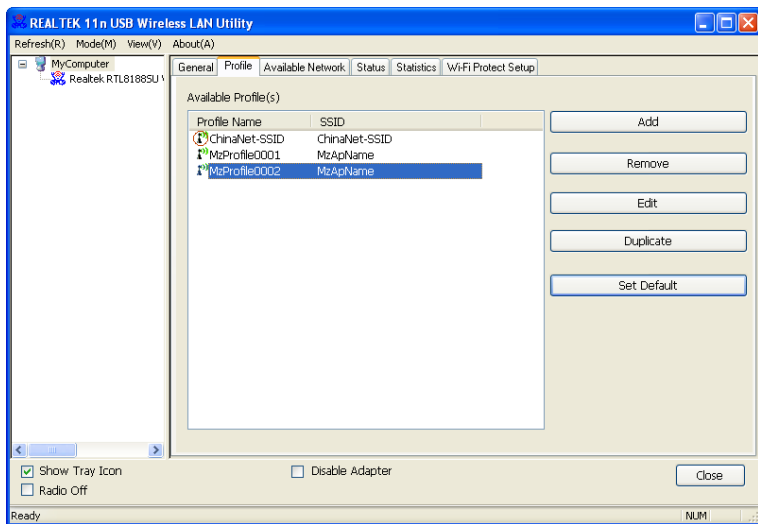 REALTEK 11n USB Wireless LAN Utility
Refresh(R) Mode(M) View(V) About(A)
MyComputer
Realtek RTL8188SU
General Profile Available Network Status Statistics Wi-Fi Protect Setup
Available Profile(s)
Profile Name SSID
ChinaNet-SSID ChinaNet-SSID
MzProfile0001 MzApName
MzProfile0002 MzApName
Add
Remove
Edit
Duplicate
Set Default
Show Tray Icon
Disable Adapter
Radio Off
Close
Ready
NUM